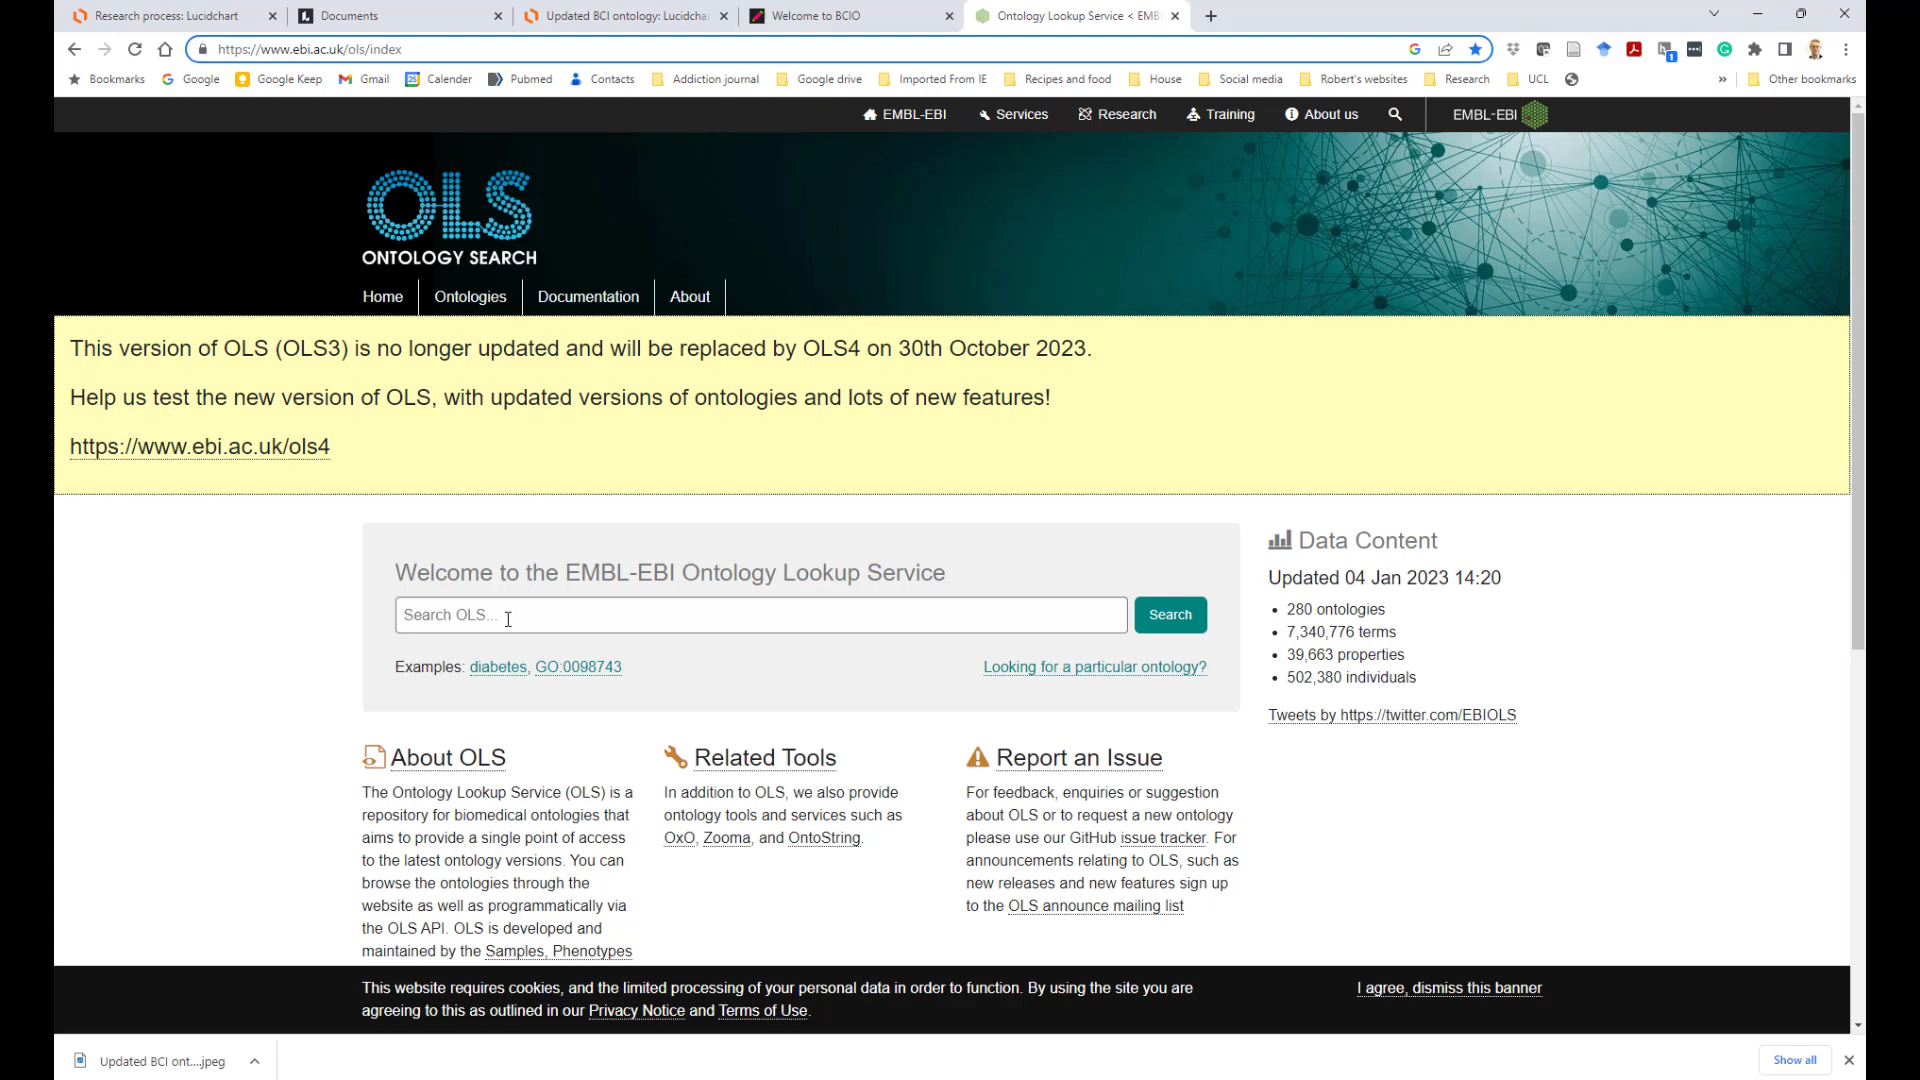 Research process: Lucidchart
Documents
Updated BCI ontology: Lucidchar
Welcome to BCIO
Ontology Lookup Service < EMB
https://www.ebi.ac.uk/ols/index
Bookmarks
Google
Google Keep
Gmail
Calender
Pubmed
Contacts
Addiction journal
Google drive
Imported From IE
Recipes and food
House
Social media
Robert's websites
Research
UCL
»
Other bookmarks
EMBL-EBI
Services
Research
Training
About us
EMBL-EBI
OLS
ONTOLOGY SEARCH
Home
Ontologies
Documentation
About
This version of OLS (OLS3) is no longer updated and will be replaced by OLS4 on 30th October 2023.
Help us test the new version of OLS, with updated versions of ontologies and lots of new features!
https://www.ebi.ac.uk/ols4
Welcome to the EMBL-EBI Ontology Lookup Service
Search OLS...
Search
Examples: diabetes, GO:0098743
Looking for a particular ontology?
Data Content
Updated 04 Jan 2023 14:20
• 280 ontologies
• 7,340,776 terms
• 39,663 properties
• 502,380 individuals
Tweets by https://twitter.com/EBIOLS
About OLS
The Ontology Lookup Service (OLS) is a
repository for biomedical ontologies that
aims to provide a single point of access
to the latest ontology versions. You can
browse the ontologies through the
website as well as programmatically via
the OLS API. OLS is developed and
maintained by the Samples, Phenotypes
Related Tools
In addition to OLS, we also provide
ontology tools and services such as
OxO, Zooma, and OntoString.
Report an Issue
For feedback, enquiries or suggestion
about OLS or to request a new ontology
please use our GitHub issue tracker. For
announcements relating to OLS, such as
new releases and new features sign up
to the OLS announce mailing list
This website requires cookies, and the limited processing of your personal data in order to function. By using the site you are
agreeing to this as outlined in our Privacy Notice and Terms of Use.
I agree, dismiss this banner
Updated BCI ont....jpeg
Show all